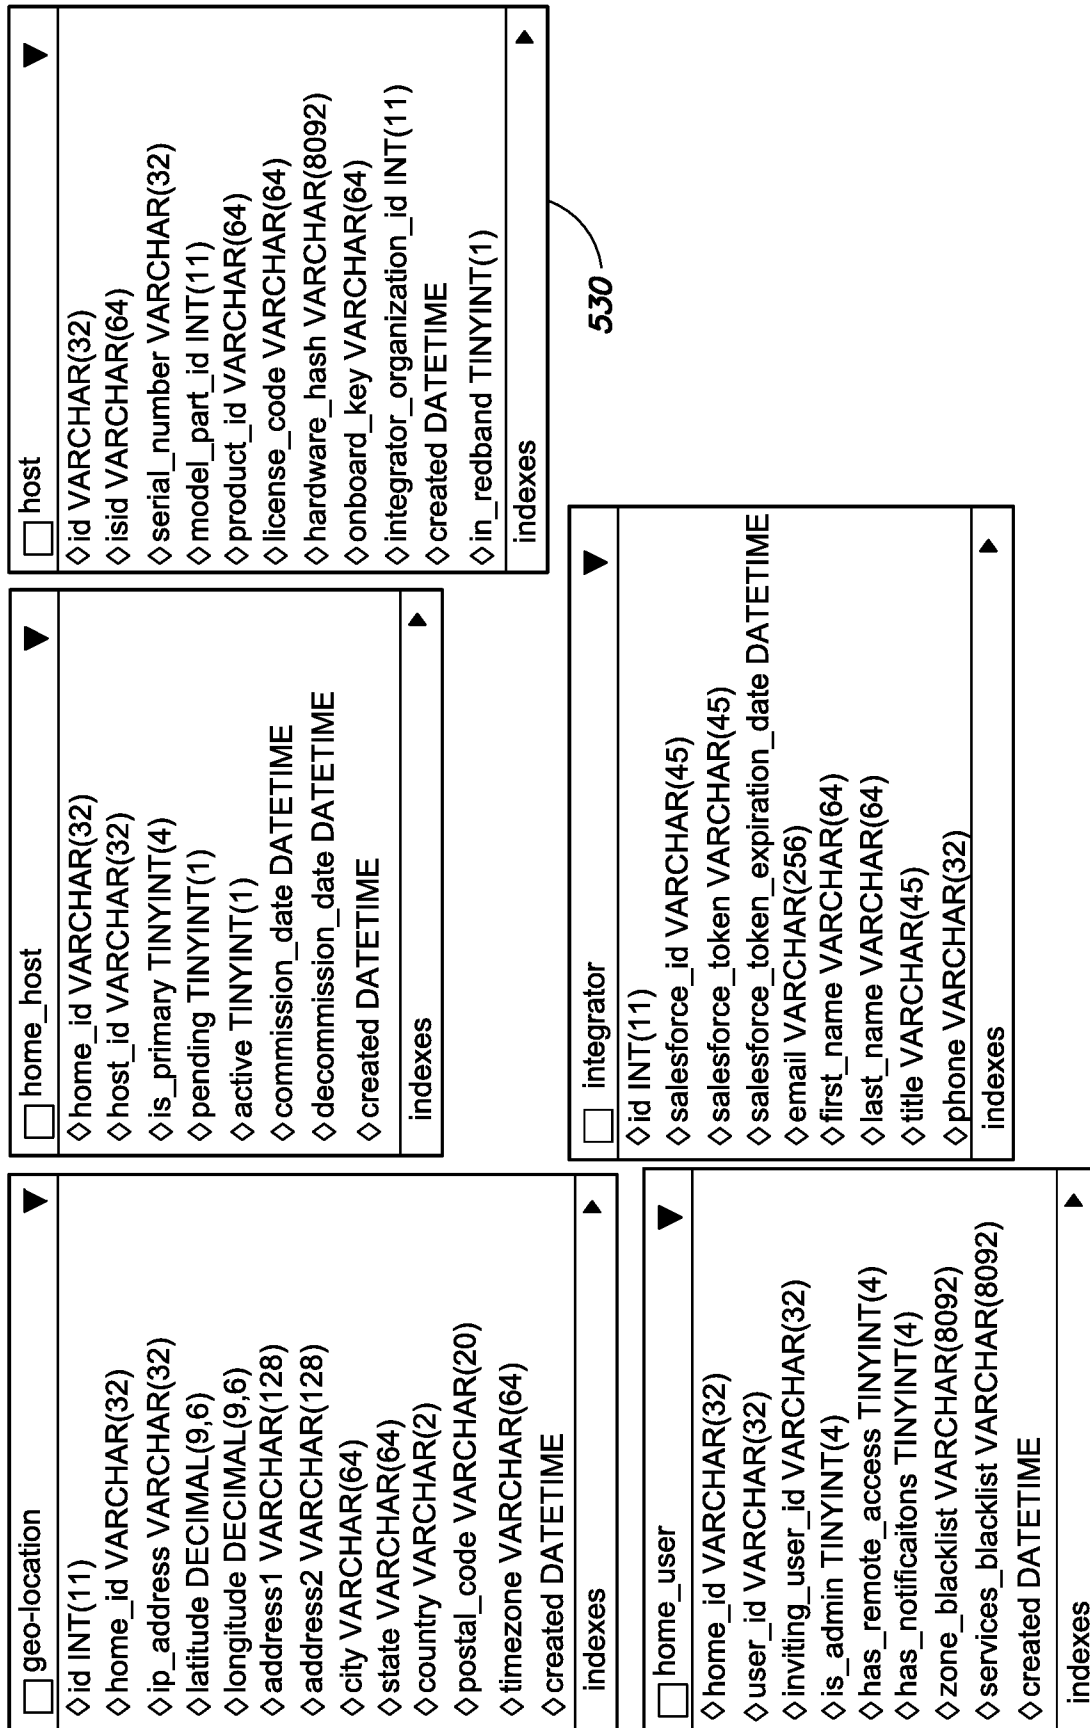 geo-location
◇id INT(11)
◇home_id VARCHAR(32)
◇ip_address VARCHAR(32)
◇latitude DECIMAL(9,6)
◇longitude DECIMAL(9,6)
◇address1 VARCHAR(128)
◇address2 VARCHAR(128)
◇city VARCHAR(64)
◇state VARCHAR(64)
◇country VARCHAR(2)
◇postal_code VARCHAR(20)
◇timezone VARCHAR(64)
◇created DATETIME
indexes
home_host
◇home_id VARCHAR(32)
◇host_id VARCHAR(32)
◇is_primary TINYINT(4)
◇pending TINYINT(1)
◇active TINYINT(1)
◇commission_date DATETIME
◇decommission_date DATETIME
◇created DATETIME
indexes
host
◇id VARCHAR(32)
◇isid VARCHAR(64)
◇serial_number VARCHAR(32)
◇model_part_id INT(11)
◇product_id VARCHAR(64)
◇license_code VARCHAR(64)
◇hardware_hash VARCHAR(8092)
◇onboard_key VARCHAR(64)
◇integrator_organization_id INT(11)
◇created DATETIME
◇in_redband TINYINT(1)
indexes
530
home_user
◇home_id VARCHAR(32)
◇user_id VARCHAR(32)
◇inviting_user_id VARCHAR(32)
◇is_admin TINYINT(4)
◇has_remote_access TINYINT(4)
◇has_notificaitons TINYINT(4)
◇zone_blacklist VARCHAR(8092)
◇services_blacklist VARCHAR(8092)
◇created DATETIME
indexes
integrator
◇id INT(11)
◇salesforce_id VARCHAR(45)
◇salesforce_token VARCHAR(45)
◇salesforce_token_expiration_date DATETIME
◇email VARCHAR(256)
◇first_name VARCHAR(64)
◇last_name VARCHAR(64)
◇title VARCHAR(45)
◇phone VARCHAR(32)
indexes